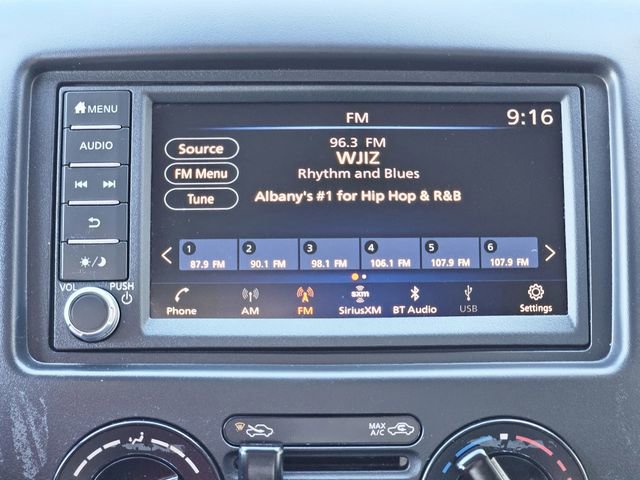 MENU
FM
9:16
AUDIO
Source
96.3 FM
WJIZ
FM Menu
Rhythm and Blues
Tune
Albany's #1 for Hip Hop & R&B
1 2 3 4 5 6
87.9 FM 90.1 FM 98.1 FM 106.1 FM 107.9 FM 107.9 FM
VOL PUSH
sxm
Phone AM FM SiriusXM BT Audio USB Settings
MAX
A/C